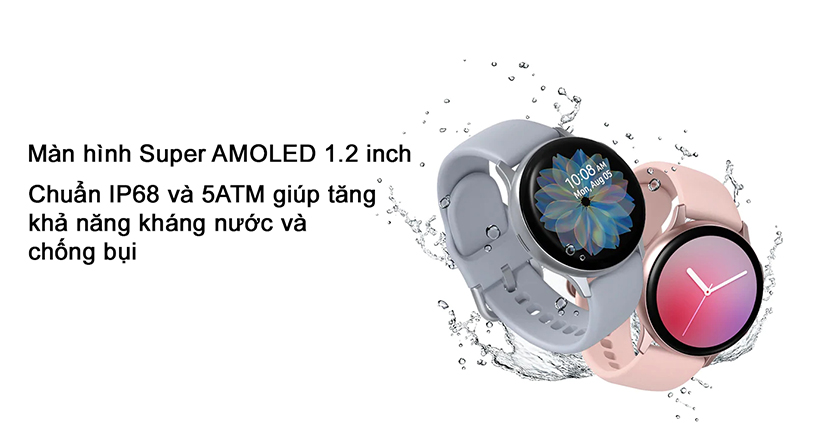 Màn hình Super AMOLED 1.2 inch
Chuẩn IP68 và 5ATM giúp tăng
khả năng kháng nước và
chống bụi
10:08 AM
Mon, Aug 05